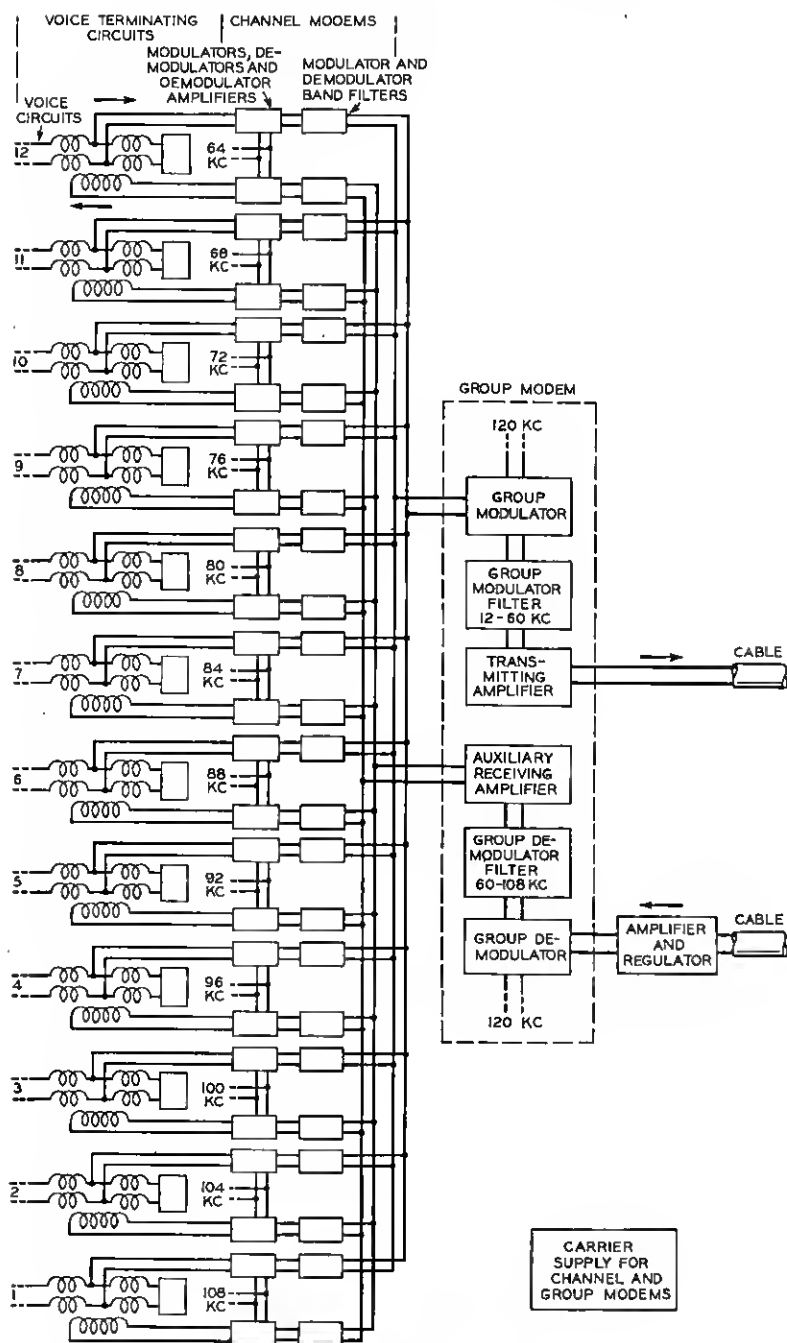 VOICE TERMINATING
CIRCUITS
CHANNEL MODEMS
MODULATORS, DE-
MODULATORS AND
DEMODULATOR
AMPLIFIERS
MODULATOR AND
DEMODULATOR
BAND FILTERS
VOICE
CIRCUITS
12
64
KC
11
68
KC
10
72
KC
9
76
KC
8
80
KC
7
84
KC
6
88
KC
5
92
KC
4
96
KC
3
100
KC
2
104
KC
1
108
KC
GROUP MODEM
120 KC
GROUP
MODULATOR
GROUP
MODULATOR
FILTER
12-60 KC
TRANS-
MITTING
AMPLIFIER
CABLE
AUXILIARY
RECEIVING
AMPLIFIER
GROUP DE-
MODULATOR
FILTER
60-108 KC
GROUP DE-
MODULATOR
AMPLIFIER
AND
REGULATOR
CABLE
120 KC
CARRIER
SUPPLY FOR
CHANNEL AND
GROUP MODEMS